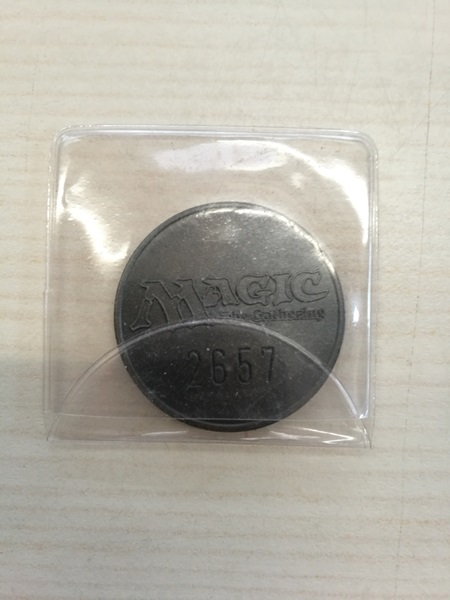 MAGIC
The Gathering
2657